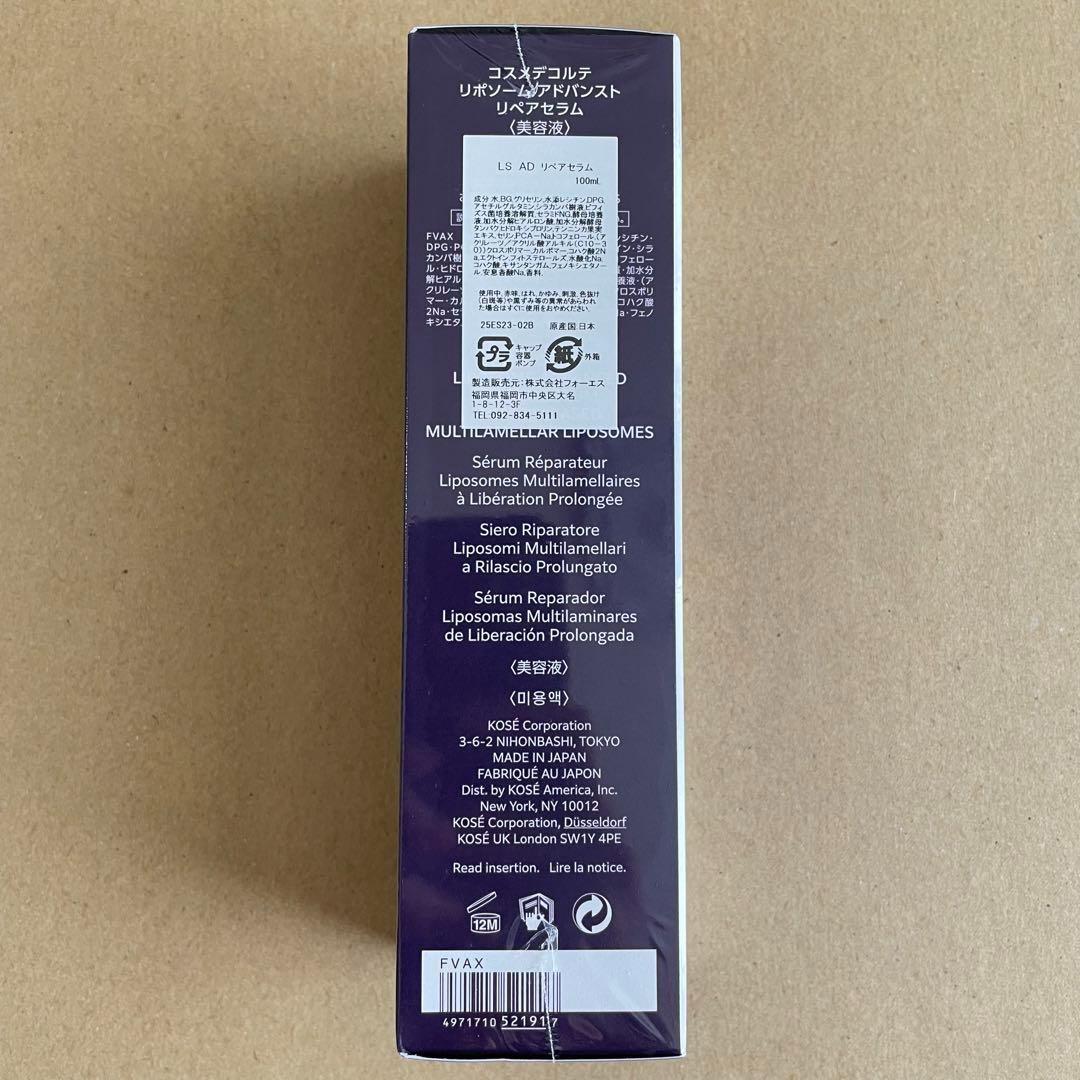 コスメデコルテ
リポソーム アドバンスト
リペアセラム
〈美容液〉
LS AD リペアセラム
100mL
成分 水,BG,グリセリン,水添レシチン,DPG,
アセチルグルタミン,シラカンバ樹液,ビフィ
ズス菌培養溶解質,セラミドNG,酵母培養
液,加水分解ヒアルロン酸,加水分解酵母
タンパク,ヒドロキシプロリン,テンニンカ果実
エキス,セリン,PCA-Na,トコフェロール,(ア
クリレーツ/アクリル酸アルキル(C10-3
0))クロスポリマー,カルボマー,コハク酸2N
a,エクトイン,フィトステロールズ,水酸化Na,
コハク酸,キサンタンガム,フェノキシエタノー
ル,安息香酸Na,香料.
使用中、赤味、はれ、かゆみ、刺激、色抜け
(白斑等)や黒ずみ等の異常があらわれ
た場合はすぐに使用をおやめください。
25ES23-02B 原産国 日本
プラ キャップ 容器 ポンプ 紙 外箱
製造販売元:株式会社フォーエス
福岡県福岡市中央区大名
1-8-12-3F
TEL:092-834-5111
FVAX
MULTILAMELLAR LIPOSOMES
Sérum Réparateur
Liposomes Multilamellaires
à Libération Prolongée
Siero Riparatore
Liposomi Multilamellari
a Rilascio Prolungato
Sérum Reparador
Liposomas Multilaminares
de Liberación Prolongada
〈美容液〉
〈미용액〉
KOSÉ Corporation
3-6-2 NIHONBASHI, TOKYO
MADE IN JAPAN
FABRIQUÉ AU JAPON
Dist. by KOSÉ America, Inc.
New York, NY 10012
KOSÉ Corporation, Düsseldorf
KOSÉ UK London SW1Y 4PE
Read insertion. Lire la notice.
12M
FVAX
4971710 521917